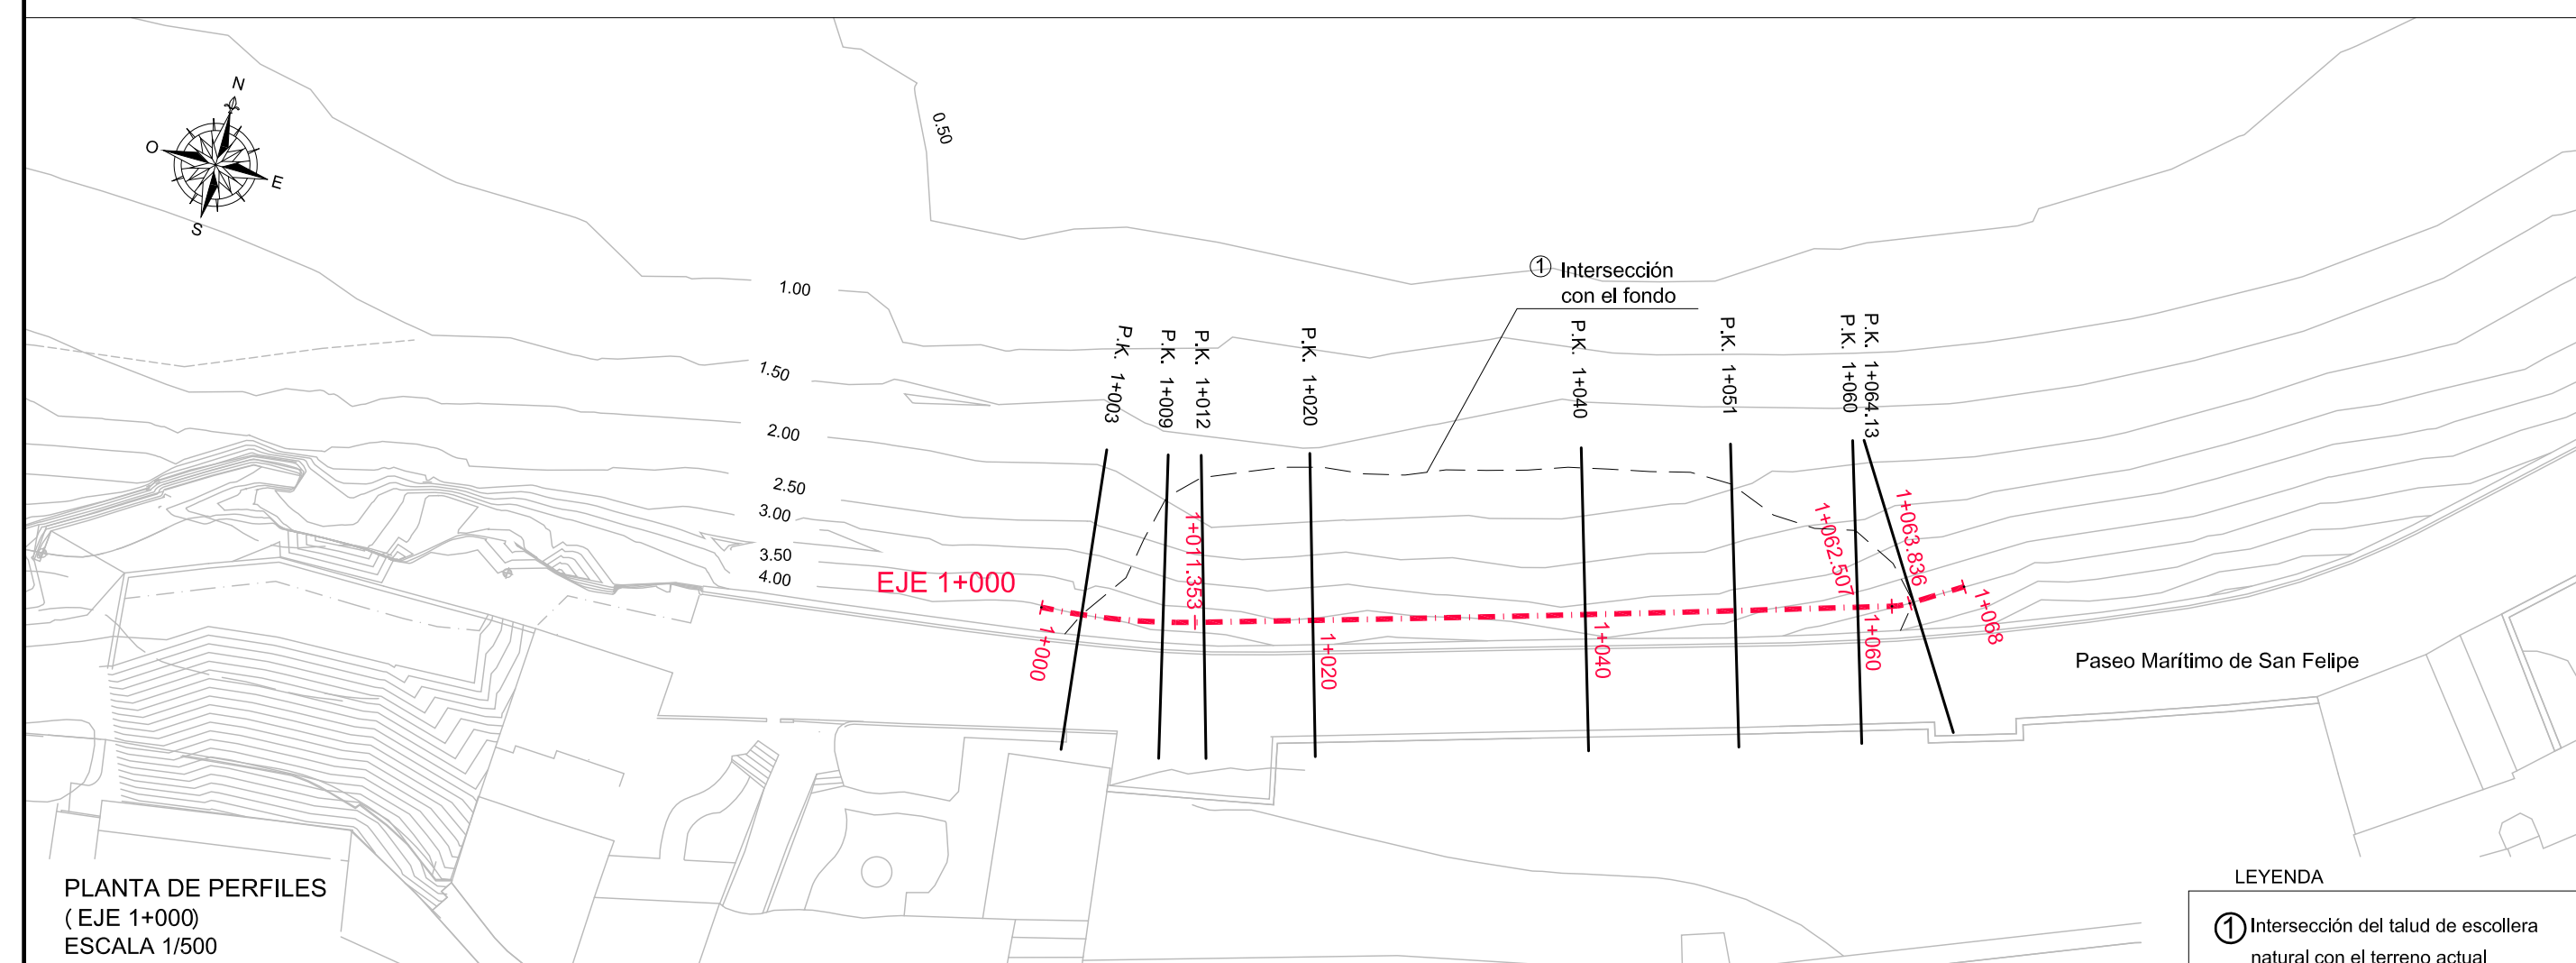 N
O
E
S
0.50
1.00
1.50
2.00
2.50
3.00
3.50
4.00
① Intersección
con el fondo
P.K. 1+003
P.K. 1+009
P.K. 1+012
P.K. 1+020
P.K. 1+040
P.K. 1+051
P.K. 1+060
P.K. 1+064.13
EJE 1+000
1+000
1+011.353
1+020
1+040
1+062.507
1+060
1+063.836
1+068
Paseo Marítimo de San Felipe
PLANTA DE PERFILES
( EJE 1+000)
ESCALA 1/500
LEYENDA
① Intersección del talud de escollera
natural con el terreno actual